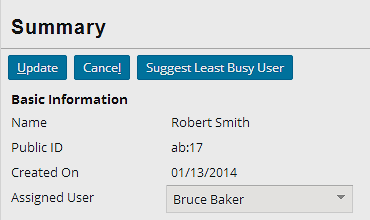 Summary
Update Cancel Suggest Least Busy User
Basic Information
Name Robert Smith
Public ID ab:17
Created On 01/13/2014
Assigned User Bruce Baker